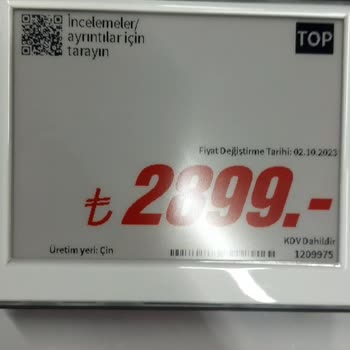 İncelemeler/
ayrıntılar için
tarayın
TOP
Fiyat Değiştirme Tarihi: 02.10.2023
₺ 2899.-
KDV Dahildir
Üretim yeri: Çin
1209975